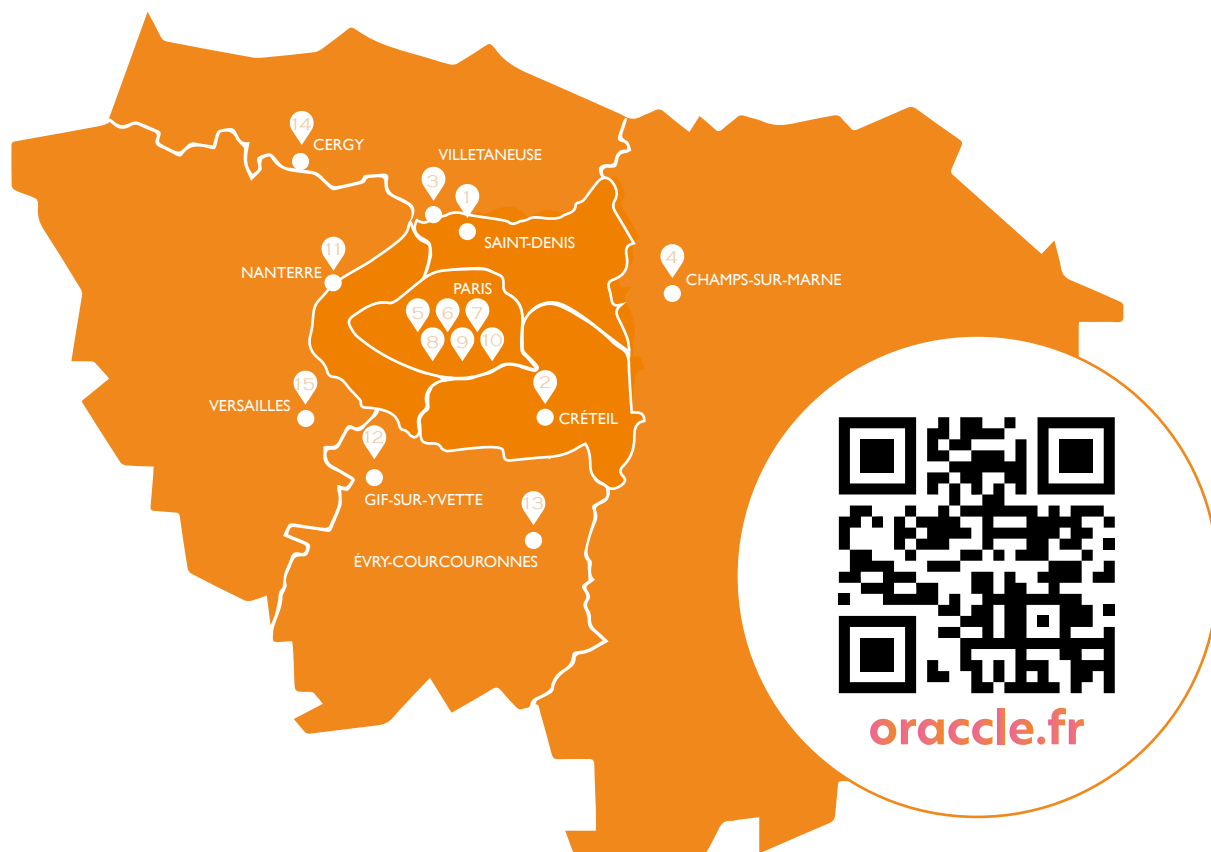 14
CERGY
VILLETANEUSE
3
1
SAINT-DENIS
11
NANTERRE
4
CHAMPS-SUR-MARNE
PARIS
5 6 7
8 9 10
15
VERSAILLES
2
CRÉTEIL
12
GIF-SUR-YVETTE
13
ÉVRY-COURCOURONNES
oraccle.fr